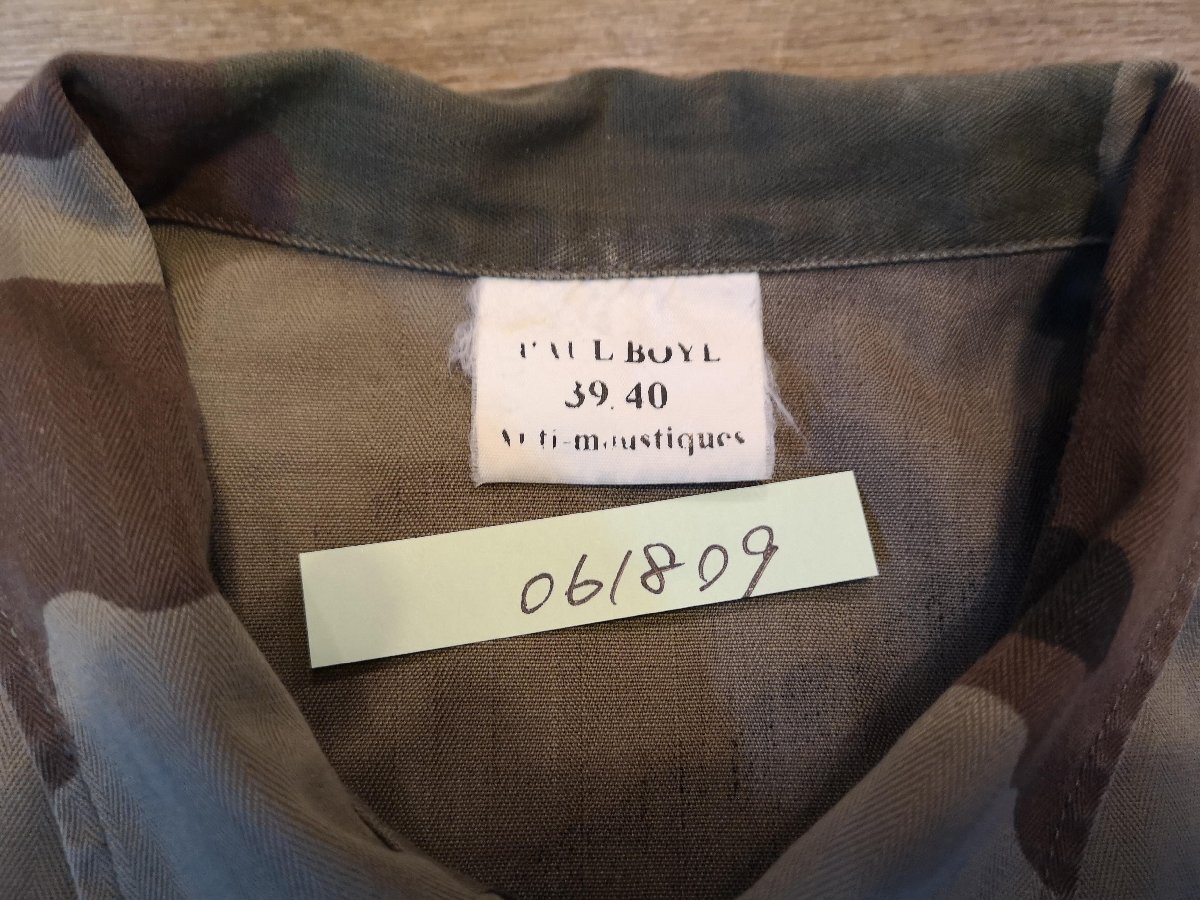 PAUL BOYE
39.40
Anti-moustiques
061809